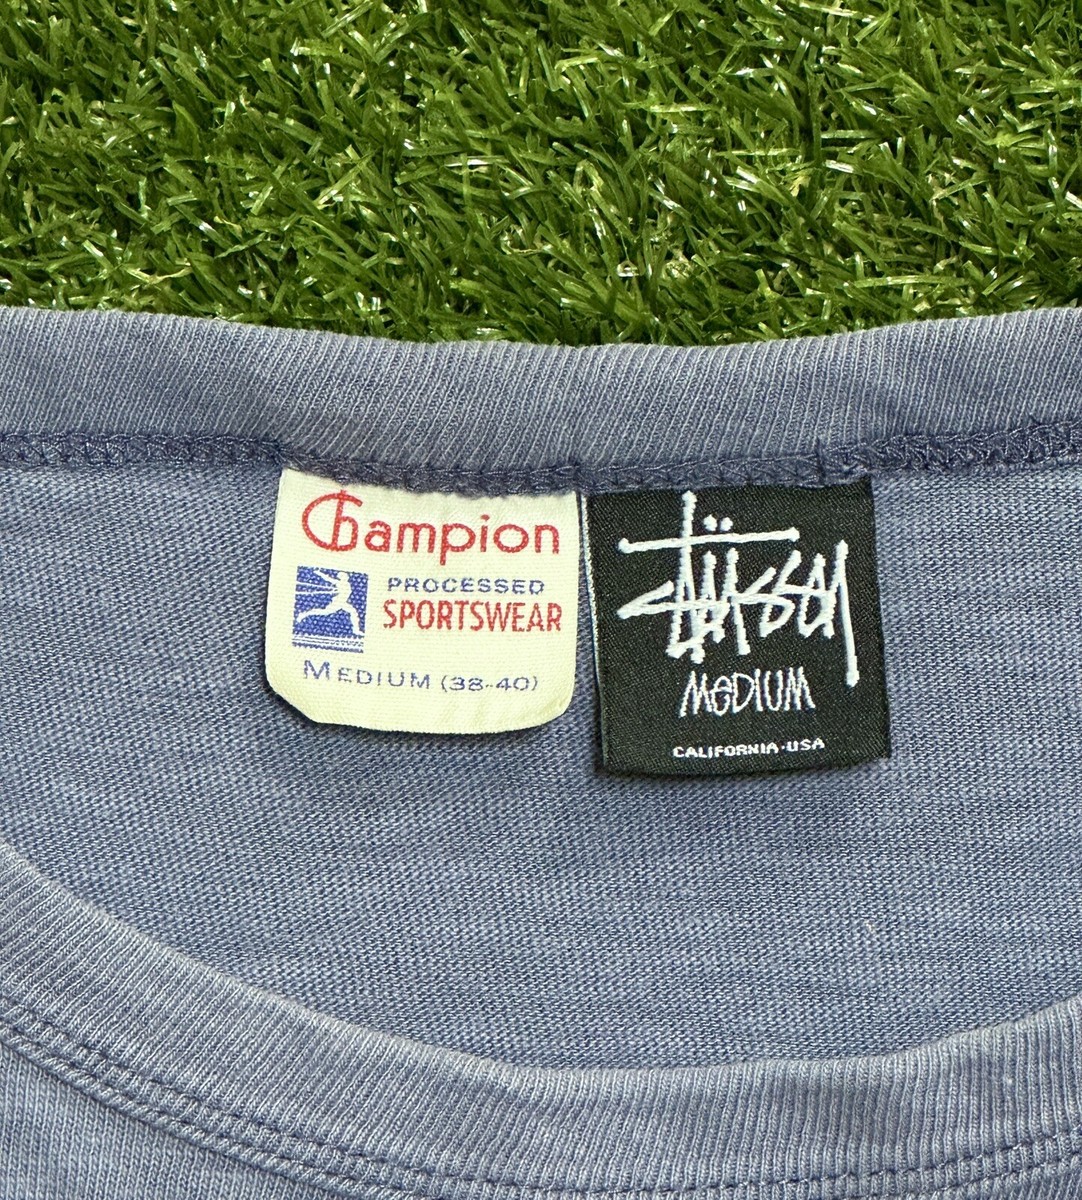 Champion
PROCESSED
SPORTSWEAR
MEDIUM (38-40)
Stüssy
MEDIUM
CALIFORNIA·USA